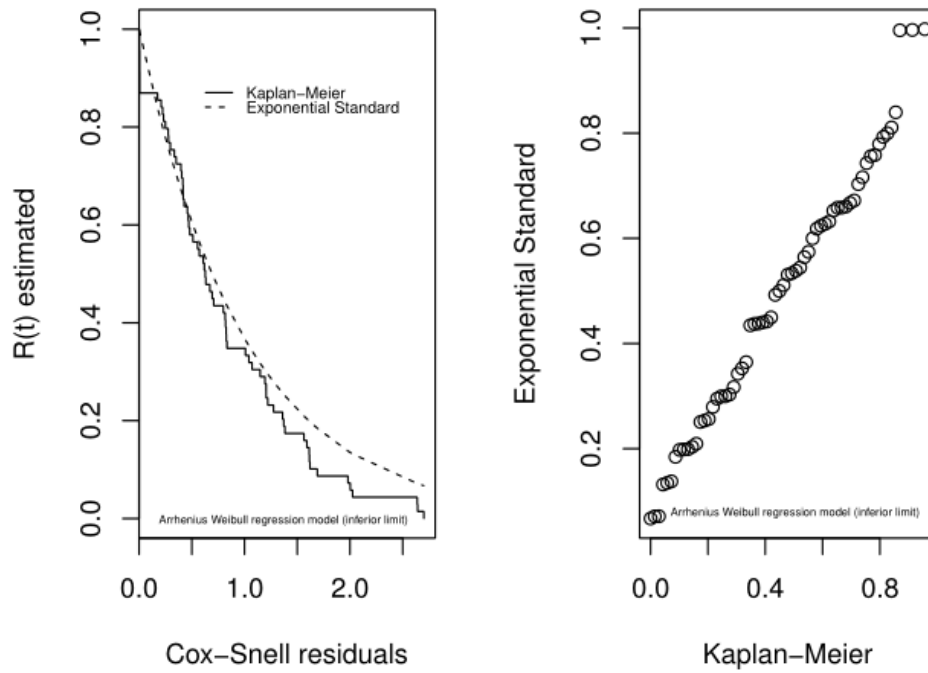 R(t) estimated
0.0 0.2 0.4 0.6 0.8 1.0
Kaplan−Meier
Exponential Standard
Arrhenius Weibull regression model (inferior limit)
0.0 1.0 2.0
Cox−Snell residuals
Exponential Standard
0.2 0.4 0.6 0.8 1.0
Arrhenius Weibull regression model (inferior limit)
0.0 0.4 0.8
Kaplan−Meier